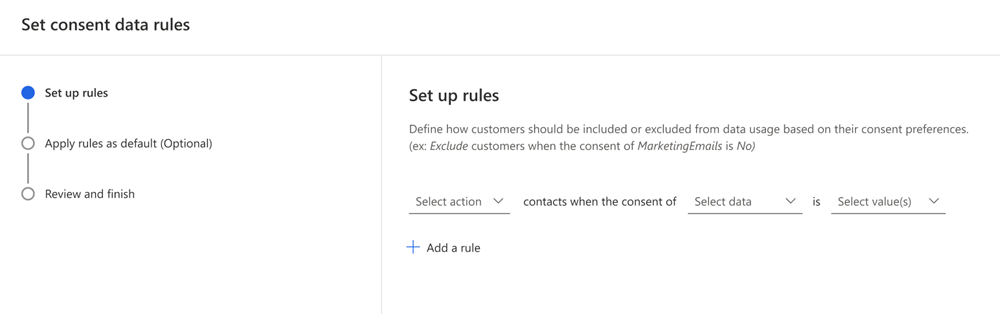 Set consent data rules
Set up rules
Apply rules as default (Optional)
Review and finish
Set up rules
Define how customers should be included or excluded from data usage based on their consent preferences.
(ex: Exclude customers when the consent of MarketingEmails is No)
Select action contacts when the consent of Select data is Select value(s)
Add a rule